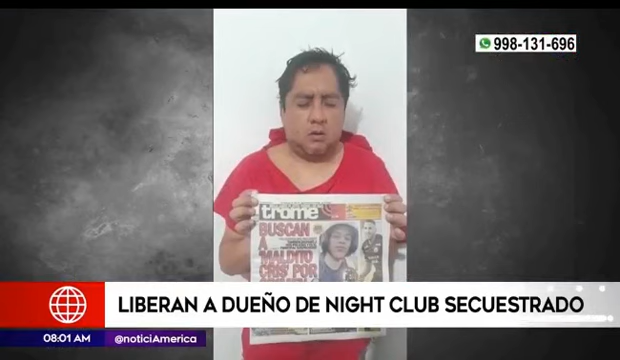 998-131-696
trome
BUSCAN
A
'MALDITO
CRIS' POR
LIBERAN A DUEÑO DE NIGHT CLUB SECUESTRADO
08:01 AM @noticiAmerica